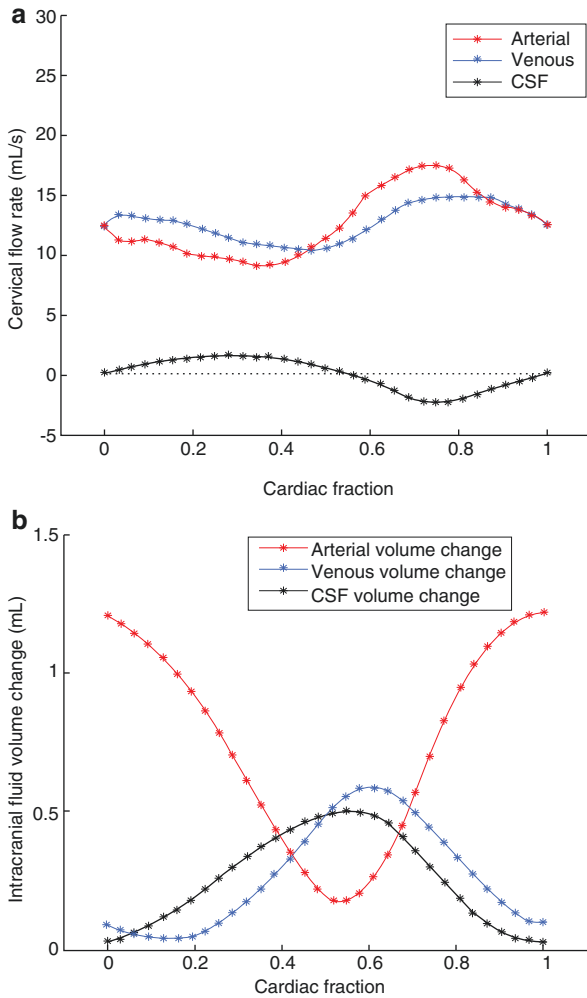 a
30
25
20
15
10
5
0
-5
Cervical flow rate (mL/s)
Arterial
Venous
CSF
0 0.2 0.4 0.6 0.8 1
Cardiac fraction
b
1.5
1
0.5
0
Intracranial fluid volume change (mL)
Arterial volume change
Venous volume change
CSF volume change
0 0.2 0.4 0.6 0.8 1
Cardiac fraction